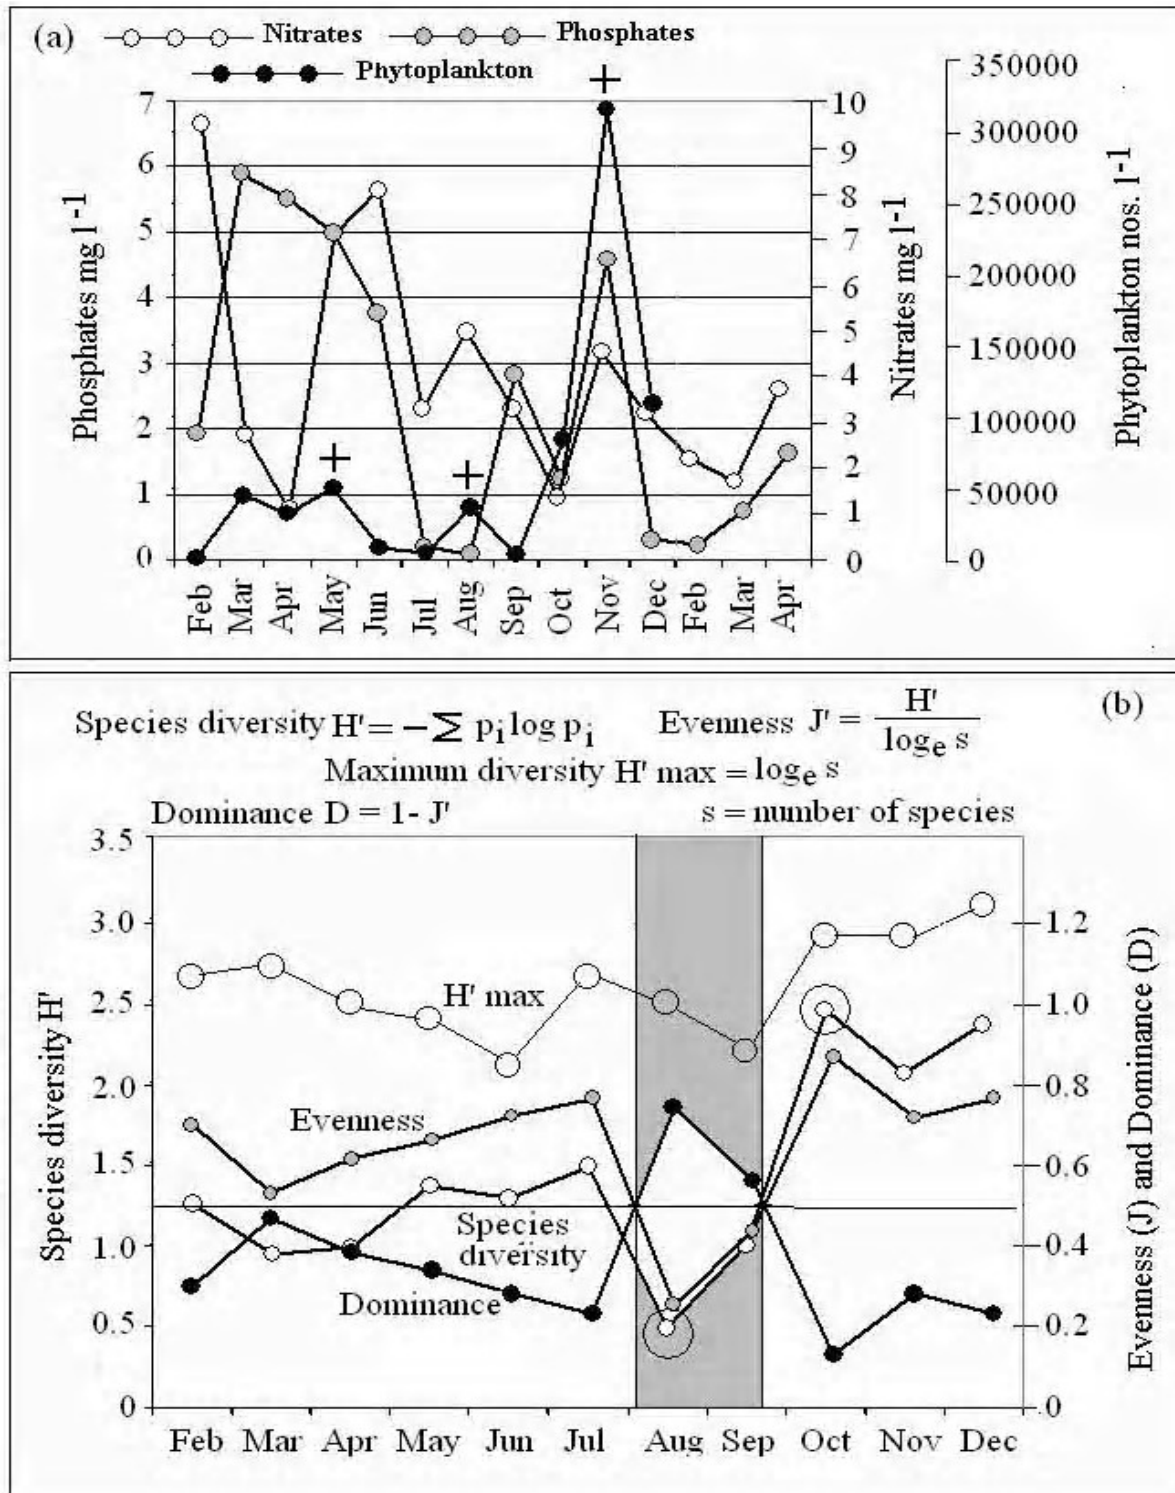 (a) Nitrates Phosphates
Phytoplankton
Phosphates mg l-1
7
6
5
4
3
2
1
0
10
9
8
7
6
5
4
3
2
1
0
Nitrates mg l-1
350000
300000
250000
200000
150000
100000
50000
0
Phytoplankton nos. l-1
Feb Mar Apr May Jun Jul Aug Sep Oct Nov Dec Feb Mar Apr
(b)
Species diversity H' = -∑ pi log pi Evenness J' = H' / loge s
Maximum diversity H' max = loge s
Dominance D = 1- J' s = number of species
Species diversity H'
3.5
3.0
2.5
2.0
1.5
1.0
0.5
0
H' max
Evenness
Species
diversity
Dominance
1.2
1.0
0.8
0.6
0.4
0.2
.0
Evenness (J) and Dominance (D)
Feb Mar Apr May Jun Jul Aug Sep Oct Nov Dec